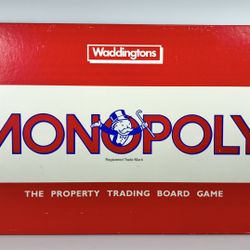 Waddingtons
MONOPOLY
Registered Trade Mark
THE PROPERTY TRADING BOARD GAME